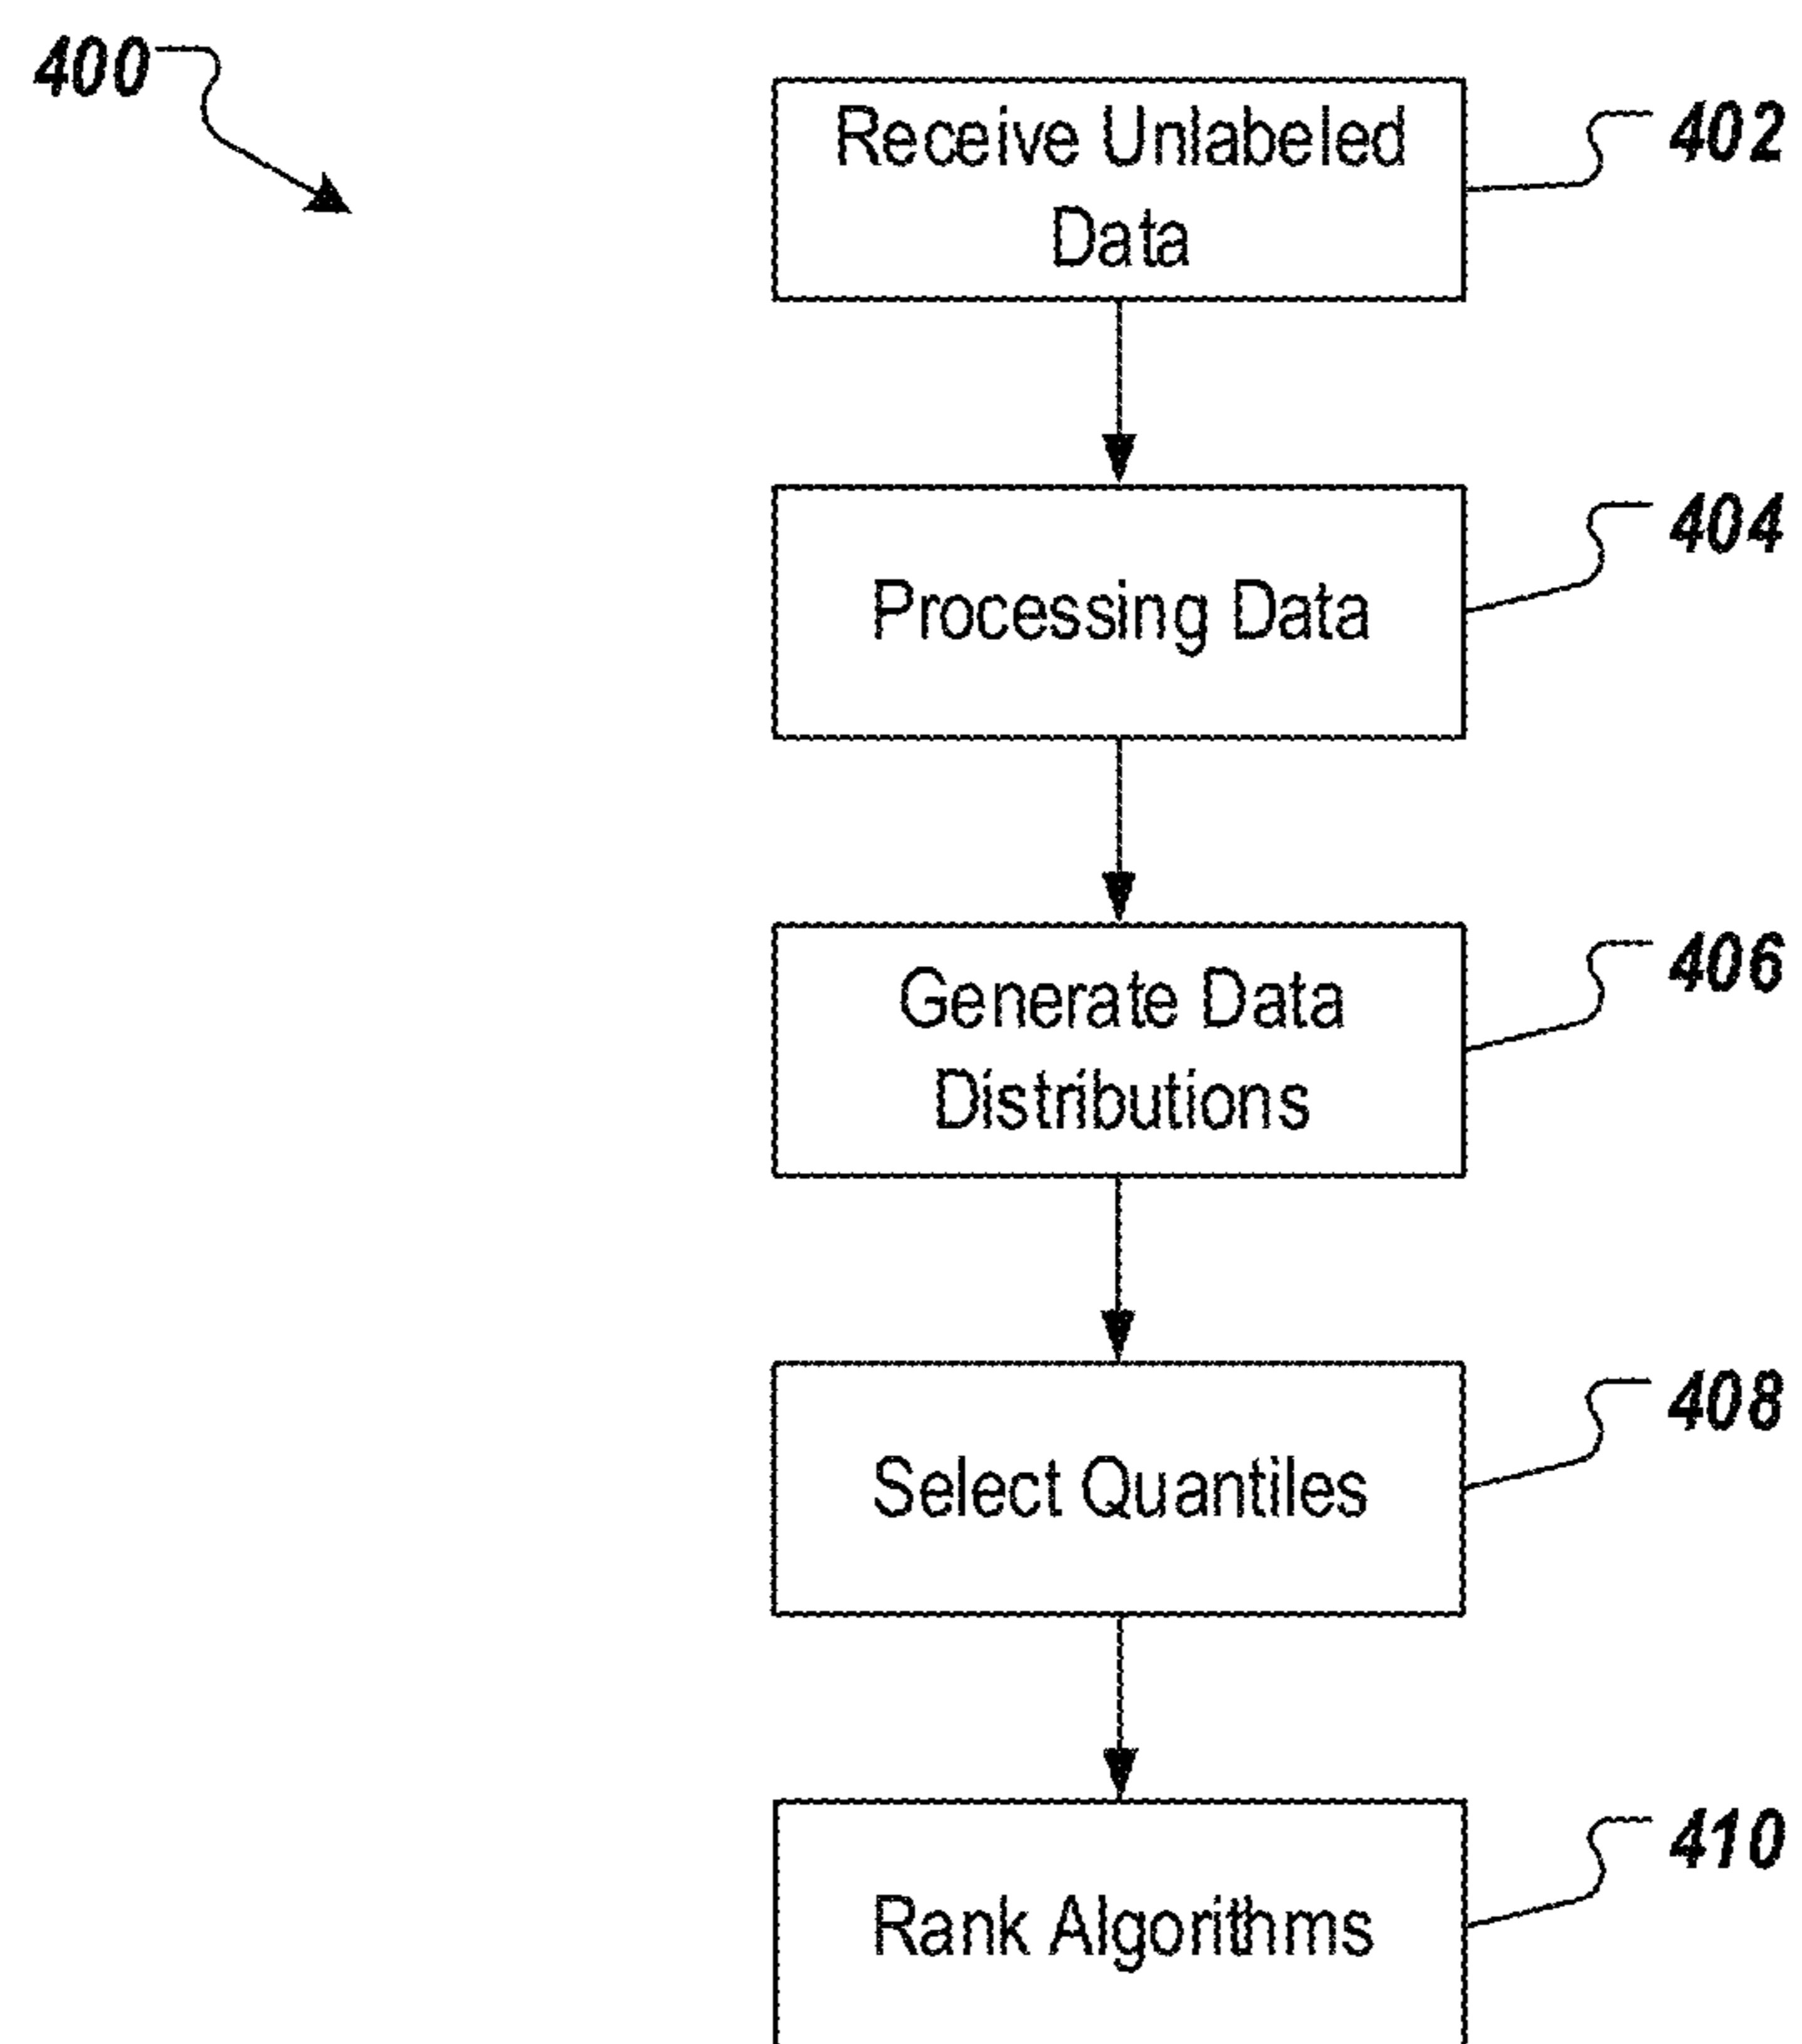 400
Receive Unlabeled
Data
402
Processing Data
404
Generate Data
Distributions
406
Select Quantiles
408
Rank Algorithms
410